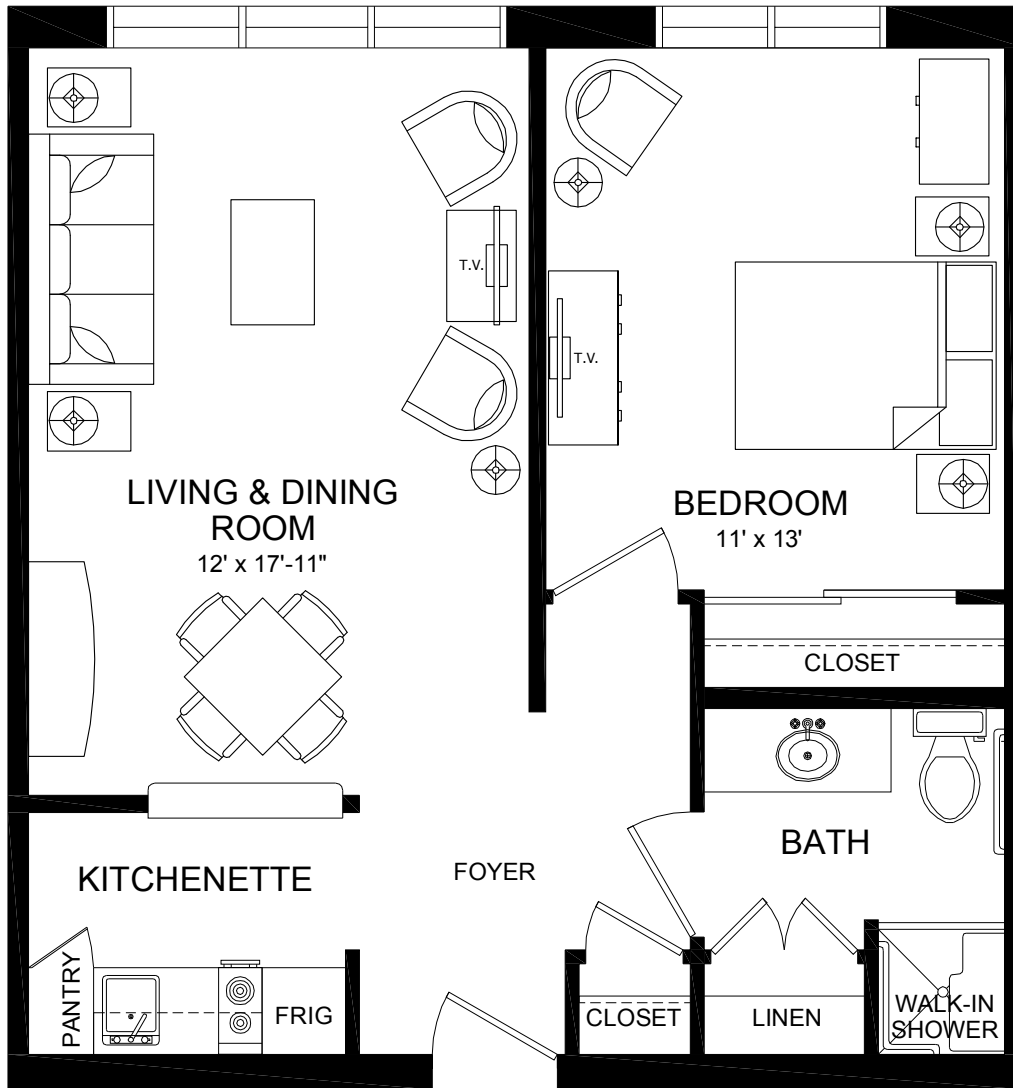 T.V.
T.V.
LIVING & DINING
ROOM
12' x 17'-11"
BEDROOM
11' x 13'
CLOSET
BATH
KITCHENETTE
FOYER
PANTRY
FRIG
CLOSET
LINEN
WALK-IN
SHOWER